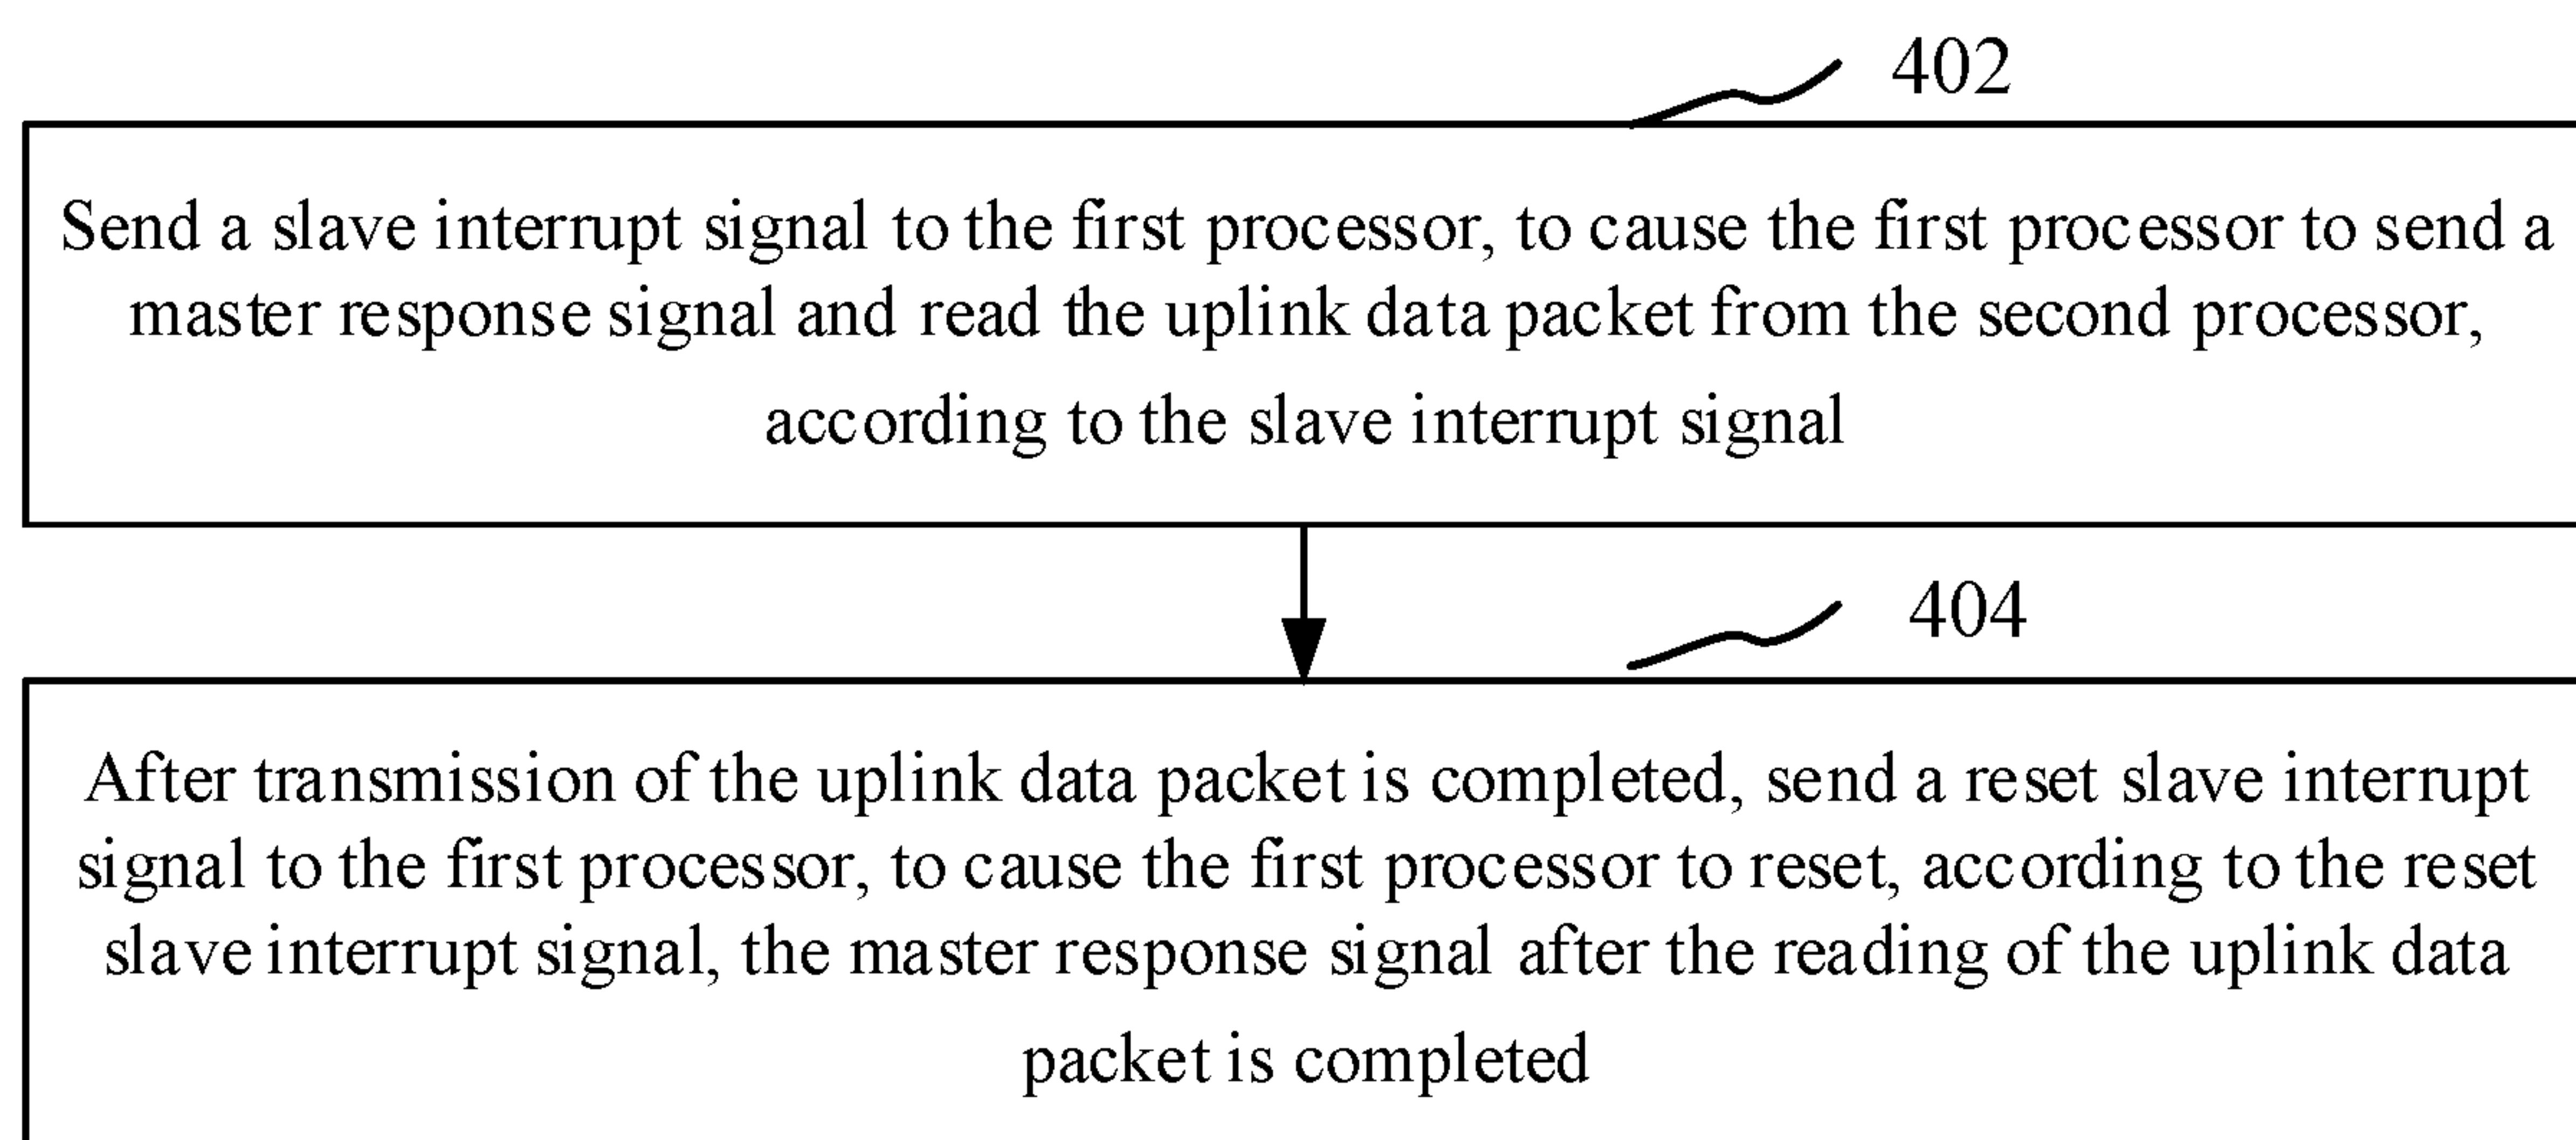 402
Send a slave interrupt signal to the first processor, to cause the first processor to send a
master response signal and read the uplink data packet from the second processor,
according to the slave interrupt signal
404
After transmission of the uplink data packet is completed, send a reset slave interrupt
signal to the first processor, to cause the first processor to reset, according to the reset
slave interrupt signal, the master response signal after the reading of the uplink data
packet is completed